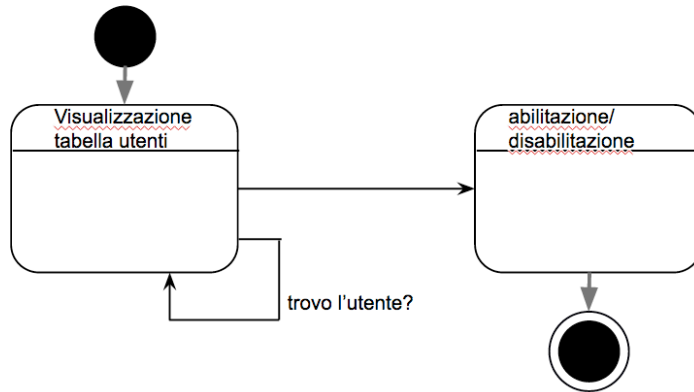 Visualizzazione
tabella utenti
abilitazione/
disabilitazione
trovo l'utente?